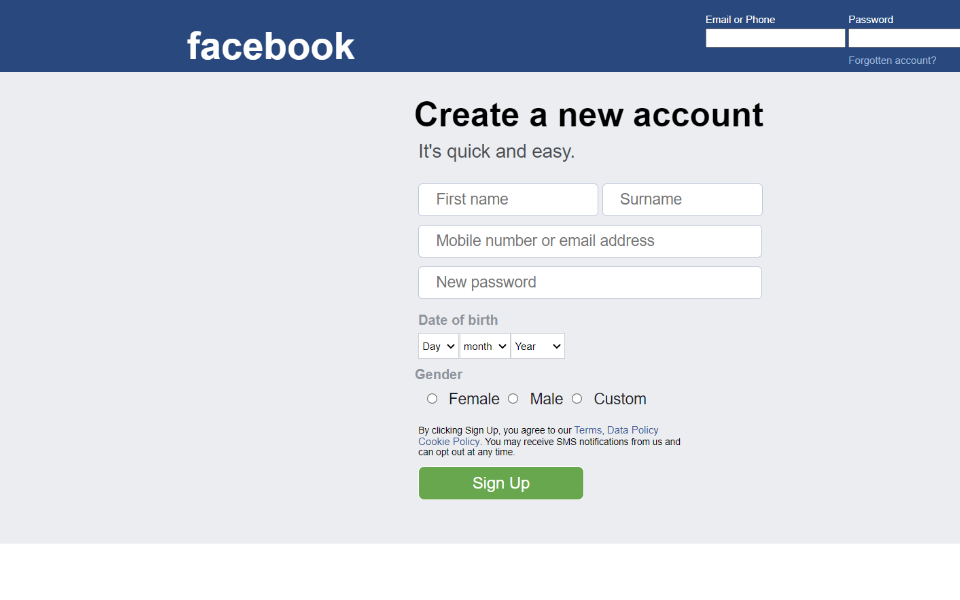 Email or Phone Password
facebook
Forgotten account?
Create a new account
It's quick and easy.
First name Surname
Mobile number or email address
New password
Date of birth
Day month Year
Gender
Female Male Custom
By clicking Sign Up, you agree to our Terms, Data Policy
Cookie Policy. You may receive SMS notifications from us and
can opt out at any time.
Sign Up